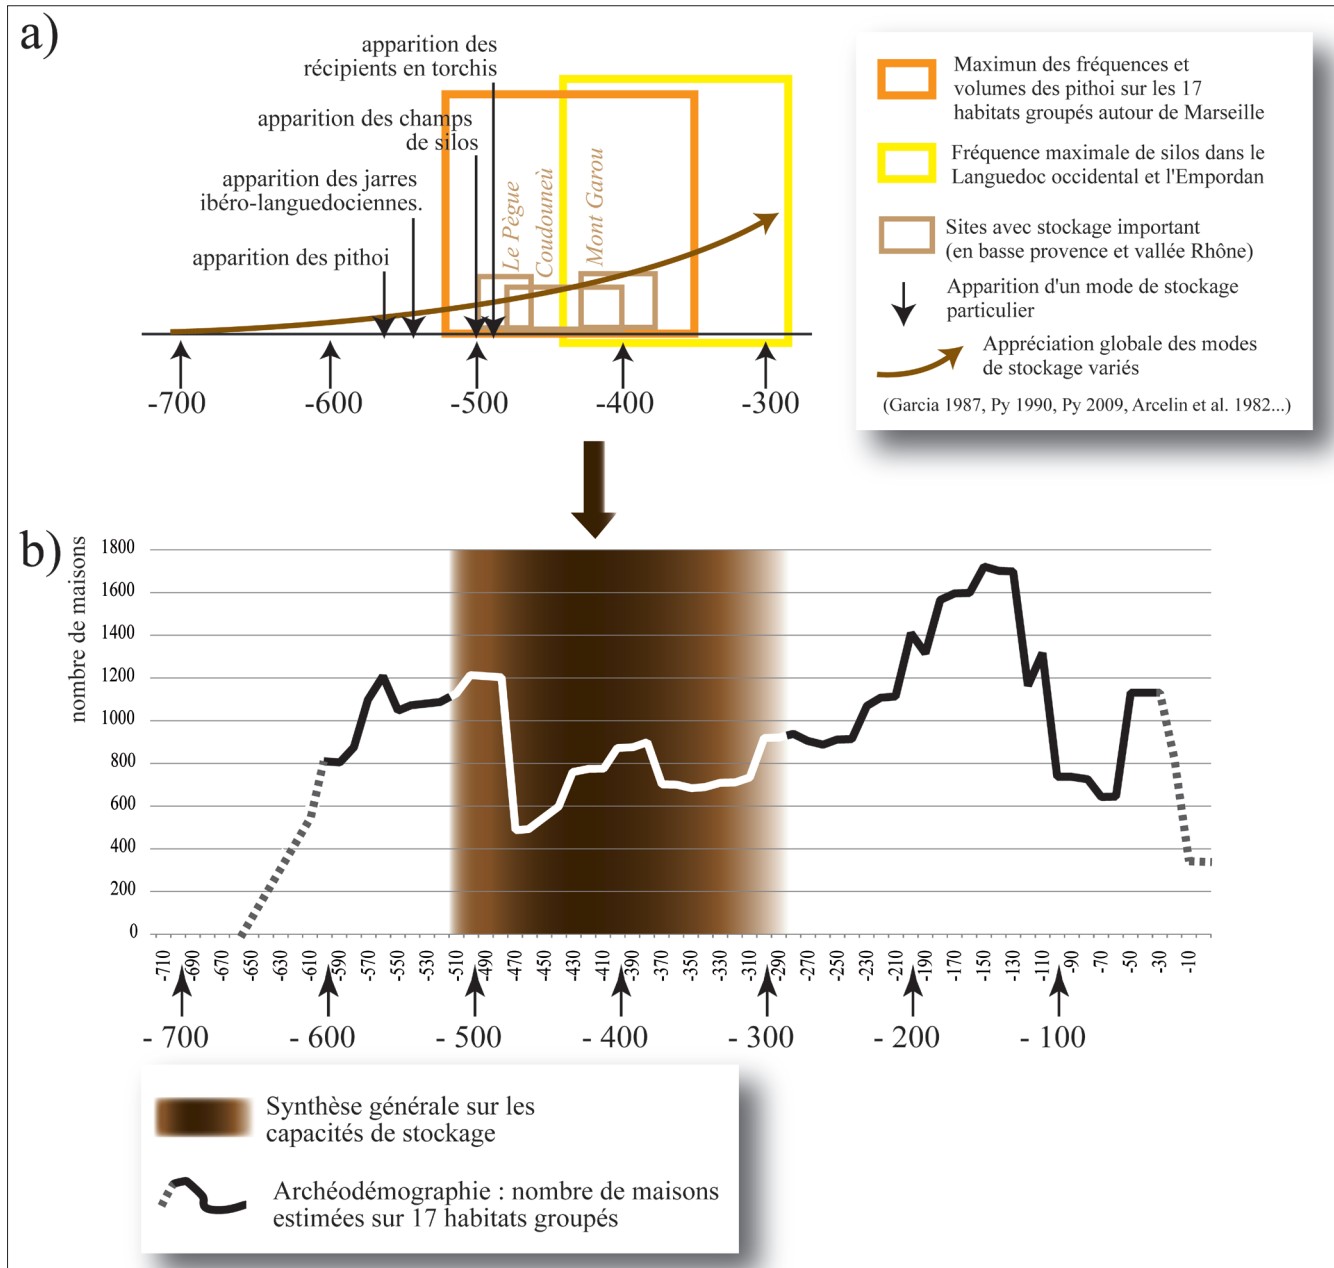 a)
apparition des
récipients en torchis
apparition des champs
de silos
apparition des jarres
ibéro-languedociennes.
apparition des pithoi
Le Pègue
Coudouneù
Mont Garou
-700
-600
-500
-400
-300
Maximun des fréquences et
volumes des pithoi sur les 17
habitats groupés autour de Marseille
Fréquence maximale de silos dans le
Languedoc occidental et l'Empordan
Sites avec stockage important
(en basse provence et vallée Rhône)
Apparition d'un mode de stockage
particulier
Appréciation globale des modes
de stockage variés
(Garcia 1987, Py 1990, Py 2009, Arcelin et al. 1982...)
b)
nombre de maisons
1800
1600
1400
1200
1000
800
600
400
200
0
-710
-690
-670
-650
-630
-610
-590
-570
-550
-530
-510
-490
-470
-450
-430
-410
-390
-370
-350
-330
-310
-290
-270
-250
-230
-210
-190
-170
-150
-130
-110
-90
-70
-50
-30
-10
- 700
- 600
- 500
- 400
- 300
- 200
- 100
Synthèse générale sur les
capacités de stockage
Archéodémographie : nombre de maisons
estimées sur 17 habitats groupés